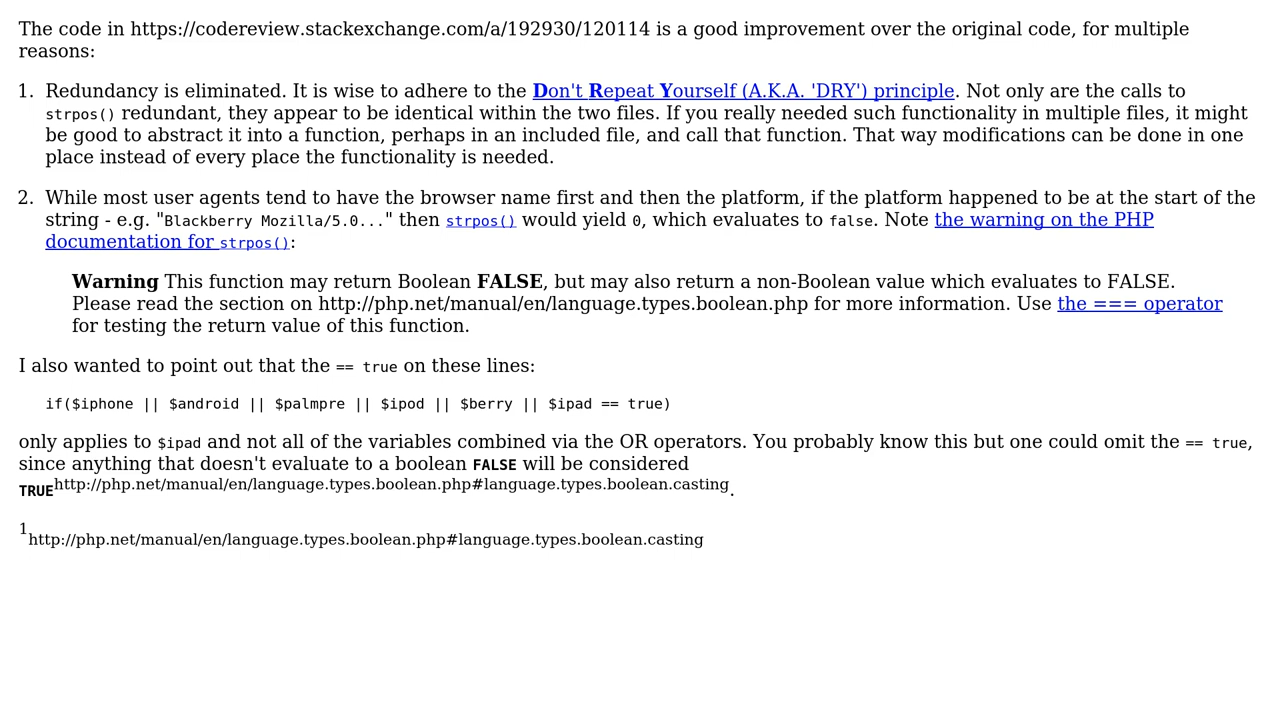 The code in https://codereview.stackexchange.com/a/192930/120114 is a good improvement over the original code, for multiple
reasons:
1. Redundancy is eliminated. It is wise to adhere to the Don't Repeat Yourself (A.K.A. 'DRY') principle. Not only are the calls to
strpos() redundant, they appear to be identical within the two files. If you really needed such functionality in multiple files, it might
be good to abstract it into a function, perhaps in an included file, and call that function. That way modifications can be done in one
place instead of every place the functionality is needed.
2. While most user agents tend to have the browser name first and then the platform, if the platform happened to be at the start of the
string - e.g. "Blackberry Mozilla/5.0..." then strpos() would yield 0, which evaluates to false. Note the warning on the PHP
documentation for strpos():
Warning This function may return Boolean FALSE, but may also return a non-Boolean value which evaluates to FALSE.
Please read the section on http://php.net/manual/en/language.types.boolean.php for more information. Use the === operator
for testing the return value of this function.
I also wanted to point out that the == true on these lines:
if($iphone || $android || $palmpre || $ipod || $berry || $ipad == true)
only applies to $ipad and not all of the variables combined via the OR operators. You probably know this but one could omit the == true,
since anything that doesn't evaluate to a boolean FALSE will be considered
TRUEhttp://php.net/manual/en/language.types.boolean.php#language.types.boolean.casting.
1http://php.net/manual/en/language.types.boolean.php#language.types.boolean.casting